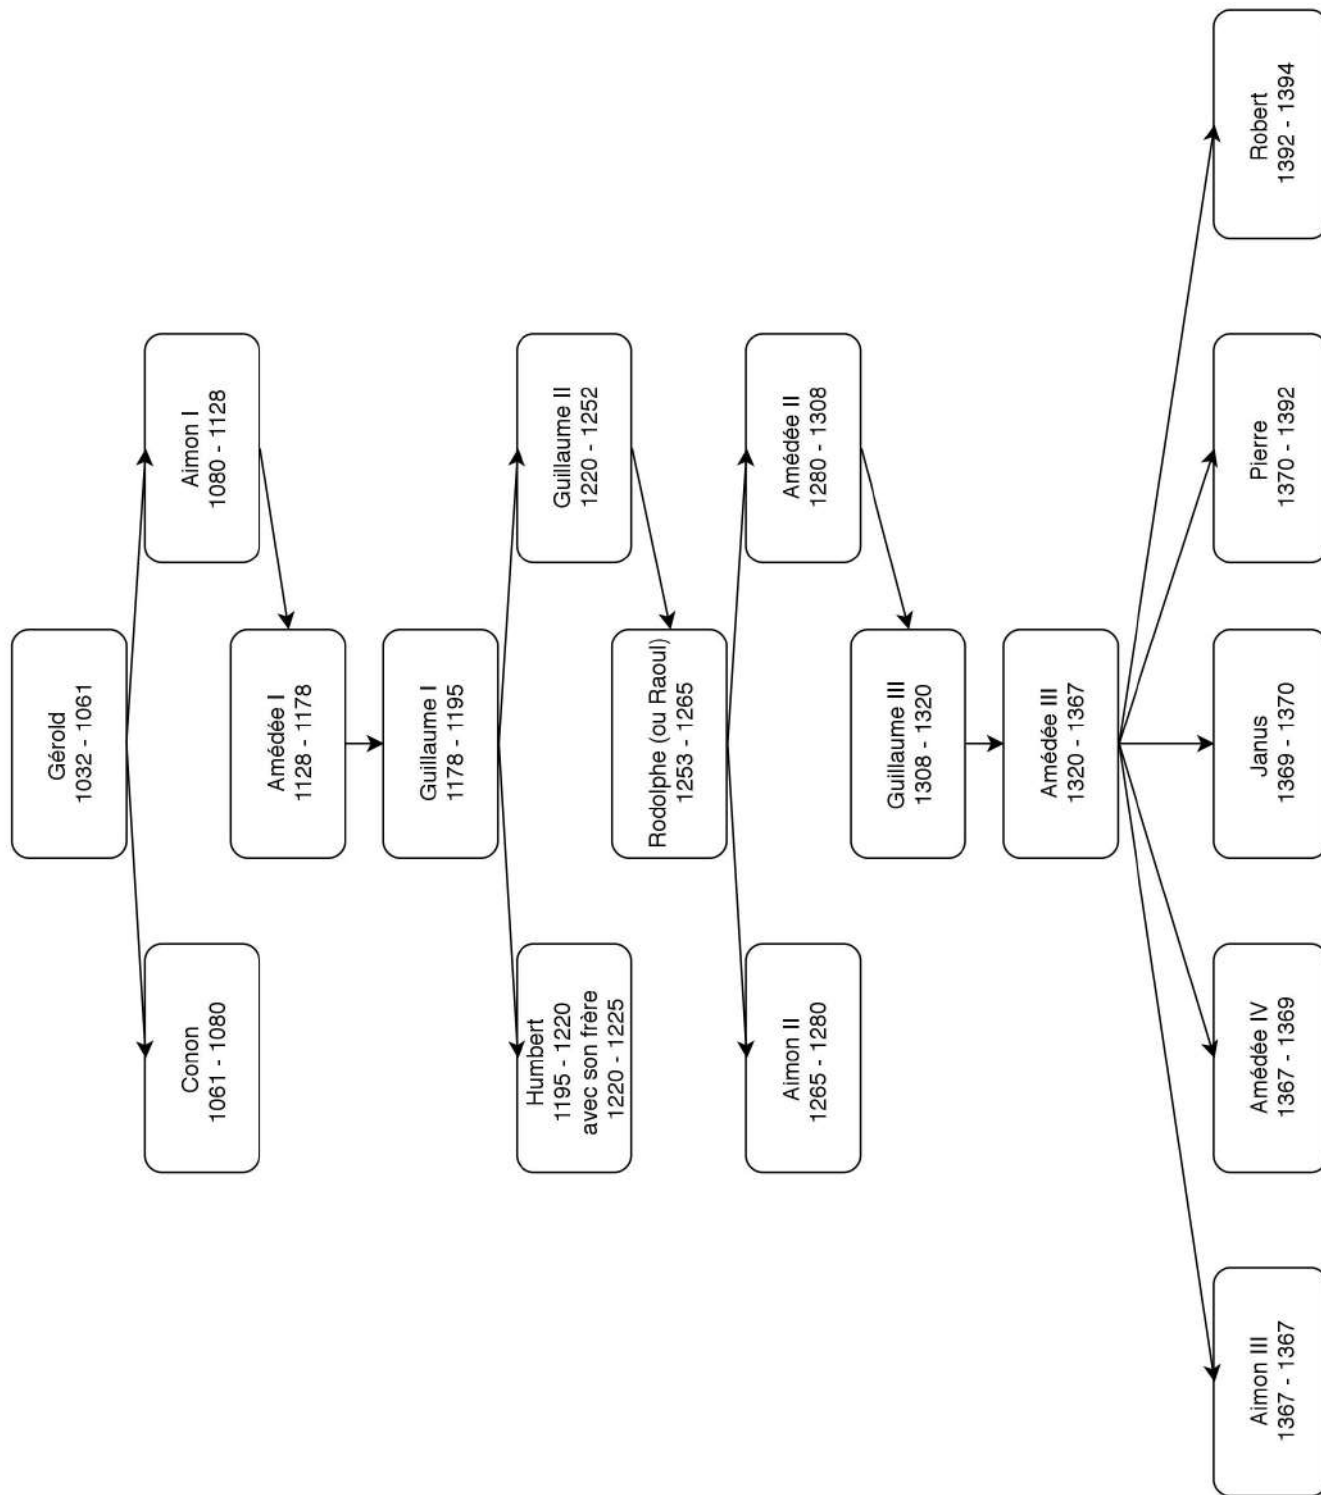 Gérold
1032 - 1061
Conon
1061 - 1080
Aimon I
1080 - 1128
Amédée I
1128 - 1178
Guillaume I
1178 - 1195
Humbert
1195 - 1220
avec son frère
1220 - 1225
Guillaume II
1220 - 1252
Rodolphe (ou Raoul)
1253 - 1265
Aimon II
1265 - 1280
Amédée II
1280 - 1308
Guillaume III
1308 - 1320
Amédée III
1320 - 1367
Aimon III
1367 - 1367
Amédée IV
1367 - 1369
Janus
1369 - 1370
Pierre
1370 - 1392
Robert
1392 - 1394